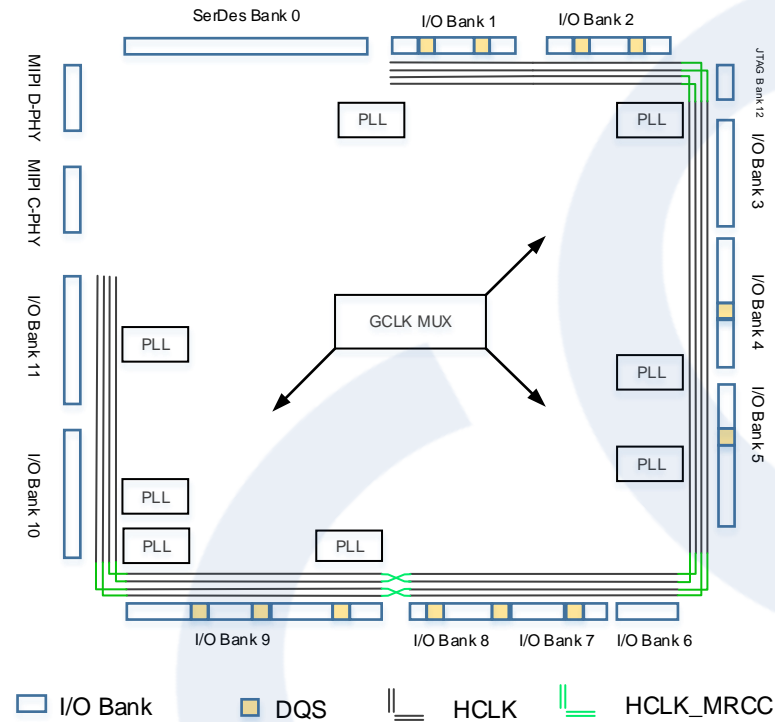 SerDes Bank 0
I/O Bank 1
I/O Bank 2
MIPI D-PHY
JTAG Bank 12
PLL
PLL
I/O Bank 3
MIPI C-PHY
GCLK MUX
I/O Bank 11
I/O Bank 4
PLL
PLL
I/O Bank 5
PLL
I/O Bank 10
PLL
PLL
PLL
I/O Bank 9
I/O Bank 8
I/O Bank 7
I/O Bank 6
I/O Bank
DQS
HCLK
HCLK_MRCC